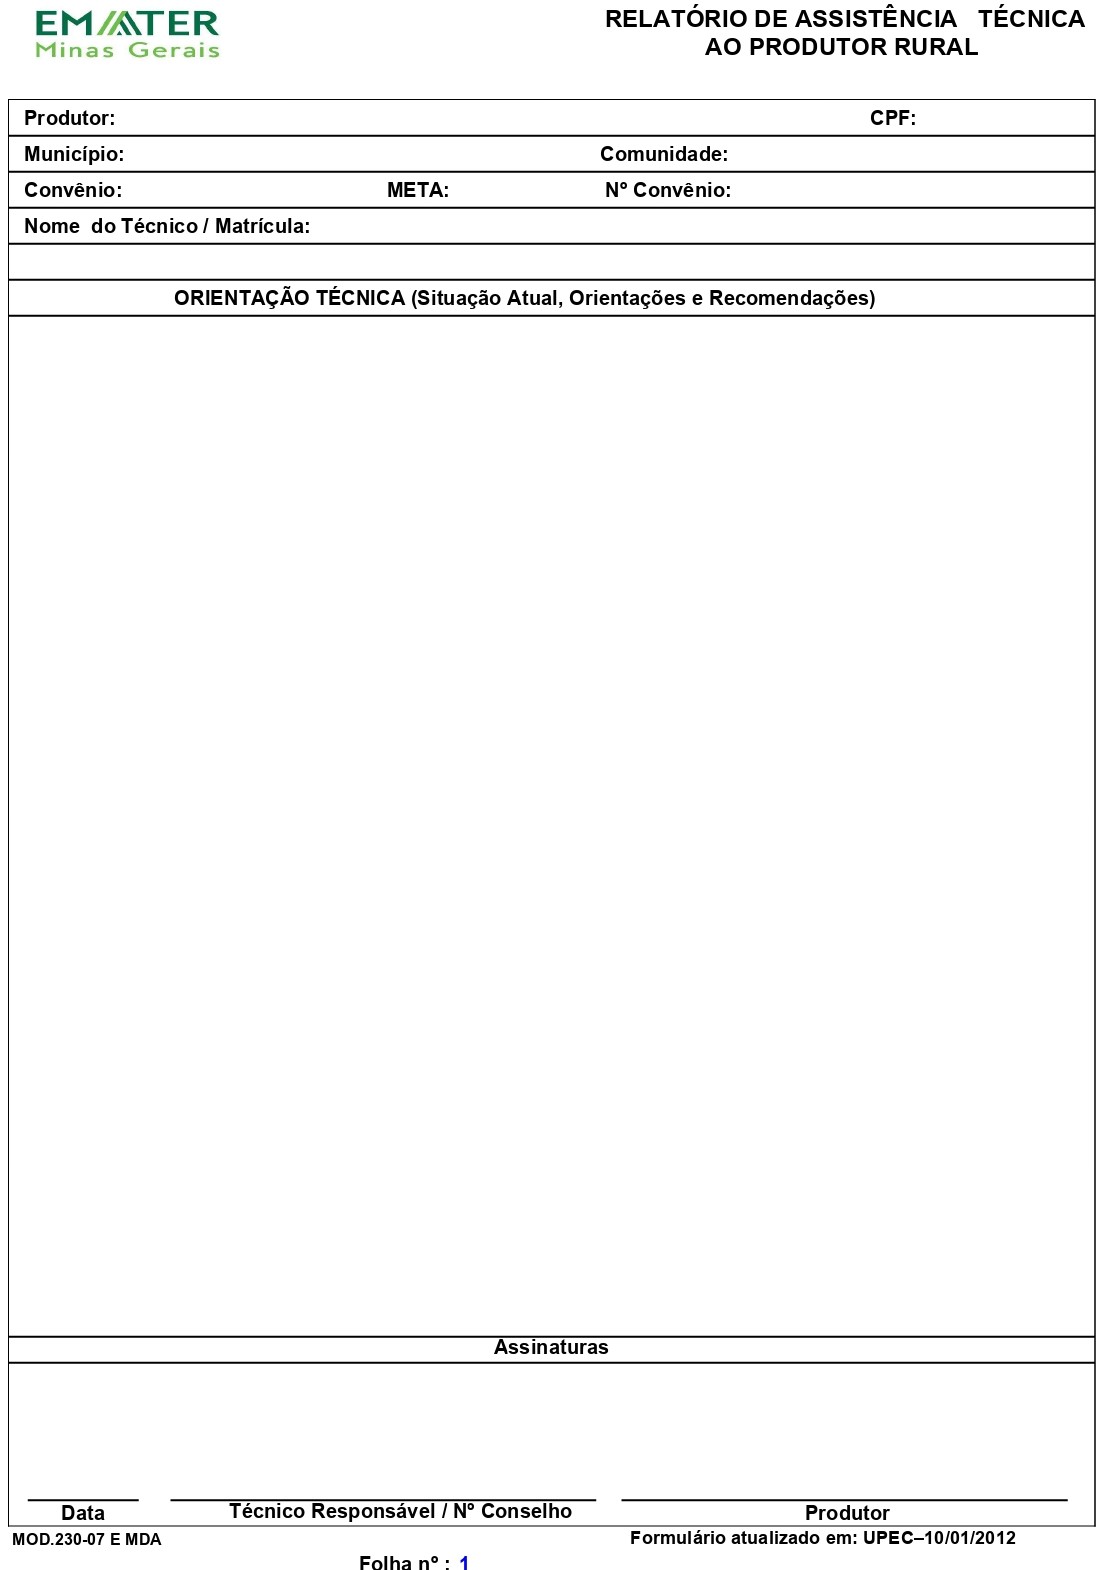 EMATER
Minas Gerais
RELATÓRIO DE ASSISTÊNCIA TÉCNICA
AO PRODUTOR RURAL
Produtor: CPF:
Município: Comunidade:
Convênio: META: Nº Convênio:
Nome do Técnico / Matrícula:
ORIENTAÇÃO TÉCNICA (Situação Atual, Orientações e Recomendações)
Assinaturas
Data Técnico Responsável / Nº Conselho Produtor
MOD.230-07 E MDA Formulário atualizado em: UPEC–10/01/2012
Folha nº : 1